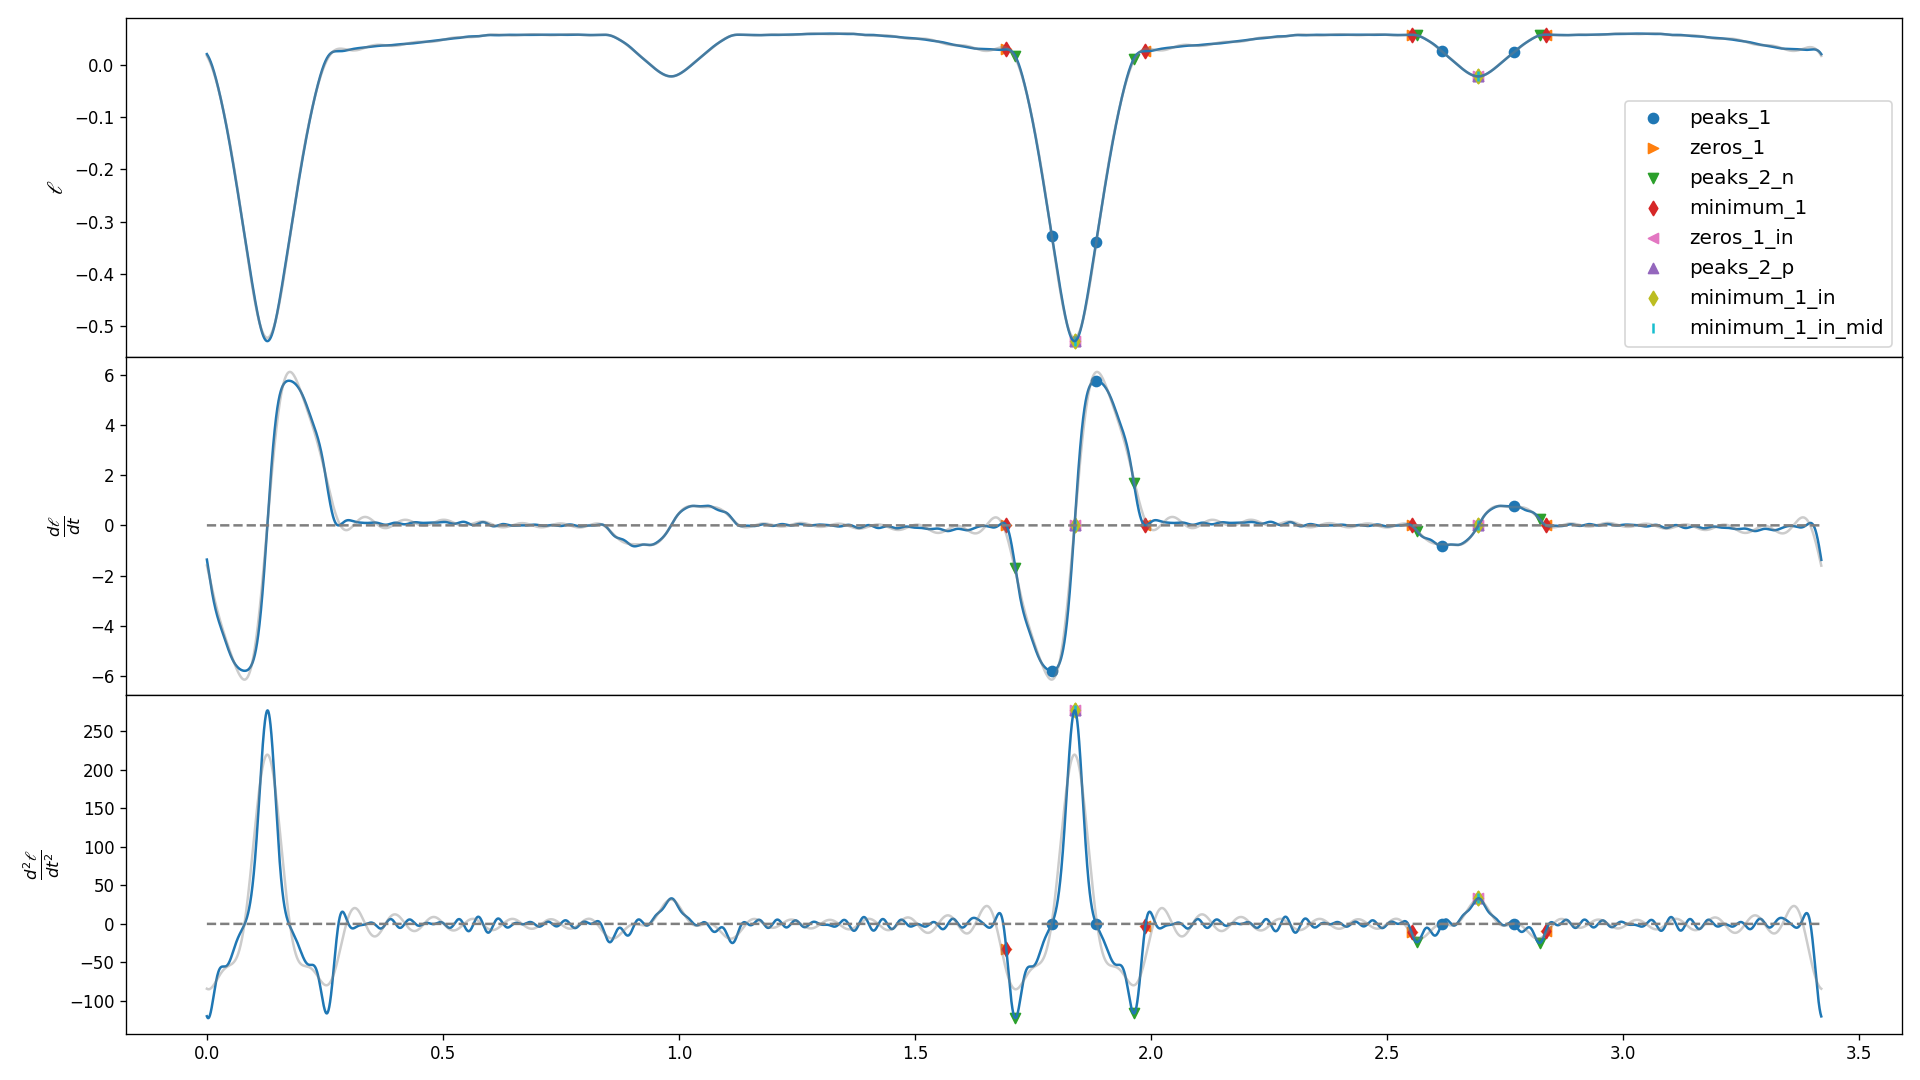 0.0
−0.1
−0.2
−0.3
−0.4
−0.5
ℓ
peaks_1
zeros_1
peaks_2_n
minimum_1
zeros_1_in
peaks_2_p
minimum_1_in
minimum_1_in_mid
6
4
2
0
−2
−4
−6
dℓ
dt
250
200
150
100
50
0
−50
−100
d²ℓ
dt²
0.0 0.5 1.0 1.5 2.0 2.5 3.0 3.5